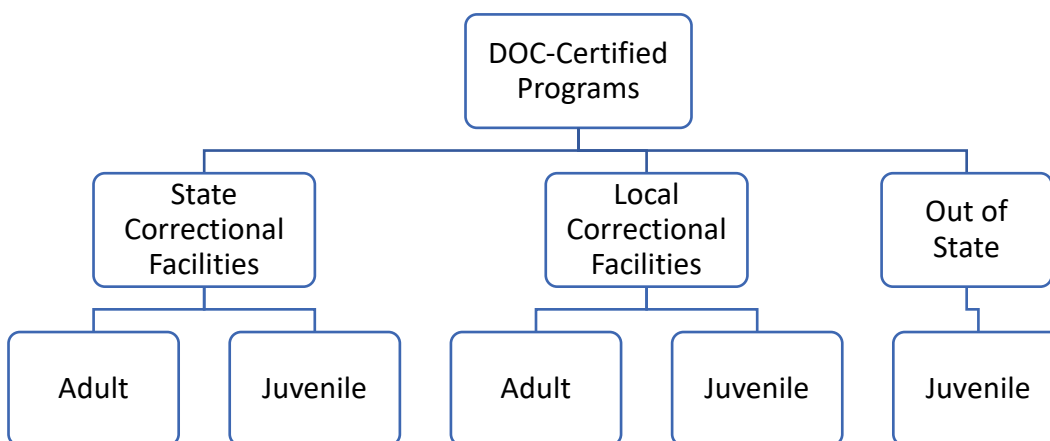 DOC-Certified
Programs
State
Correctional
Facilities
Local
Correctional
Facilities
Out of
State
Adult
Juvenile
Adult
Juvenile
Juvenile